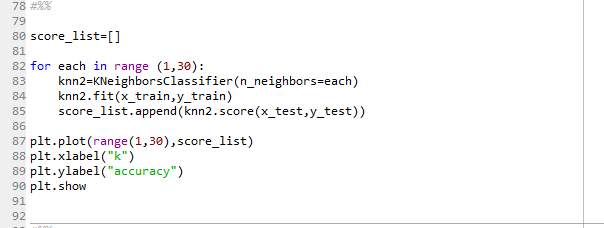 78 #%%
79
80 score_list=[]
81
82 for each in range (1,30):
83     knn2=KNeighborsClassifier(n_neighbors=each)
84     knn2.fit(x_train,y_train)
85     score_list.append(knn2.score(x_test,y_test))
86
87 plt.plot(range(1,30),score_list)
88 plt.xlabel("k")
89 plt.ylabel("accuracy")
90 plt.show
91
92